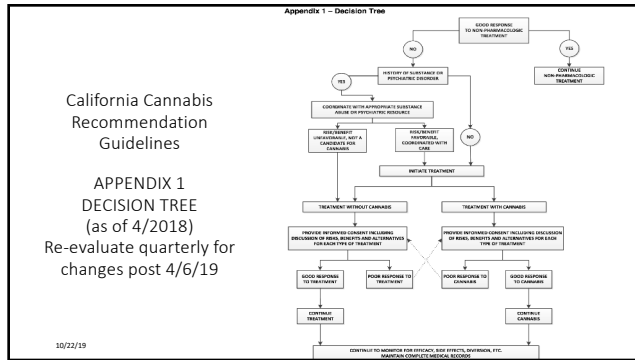 Appendix 1 – Decision Tree
GOOD RESPONSE
TO NON-PHARMACOLOGIC
TREATMENT
NO
YES
HISTORY OF SUBSTANCE OR
PSYCHIATRIC DISORDER
CONTINUE
NON-PHARMACOLOGIC
TREATMENT
YES
COORDINATE WITH APPROPRIATE SUBSTANCE
ABUSE OR PSYCHIATRIC RESOURCE
RISK/BENEFIT
UNFAVORABLE, NOT A
CANDIDATE FOR
CANNABIS
RISK/BENEFIT
FAVORABLE,
COORDINATED WITH
CARE
NO
INITIATE TREATMENT
TREATMENT WITHOUT CANNABIS
TREATMENT WITH CANNABIS
PROVIDE INFORMED CONSENT INCLUDING
DISCUSSION OF RISKS, BENEFITS AND ALTERNATIVES
FOR EACH TYPE OF TREATMENT
PROVIDE INFORMED CONSENT INCLUDING DISCUSSION
OF RISKS, BENEFITS AND ALTERNATIVES FOR EACH
TYPE OF TREATMENT
GOOD RESPONSE
TO TREATMENT
POOR RESPONSE TO
TREATMENT
POOR RESPONSE TO
CANNABIS
GOOD RESPONSE
TO CANNABIS
CONTINUE
TREATMENT
CONTINUE
CANNABIS
CONTINUE TO MONITOR FOR EFFICACY, SIDE EFFECTS, DIVERSION, ETC.
MAINTAIN COMPLETE MEDICAL RECORDS
California Cannabis
Recommendation
Guidelines
APPENDIX 1
DECISION TREE
(as of 4/2018)
Re-evaluate quarterly for
changes post 4/6/19
10/22/19